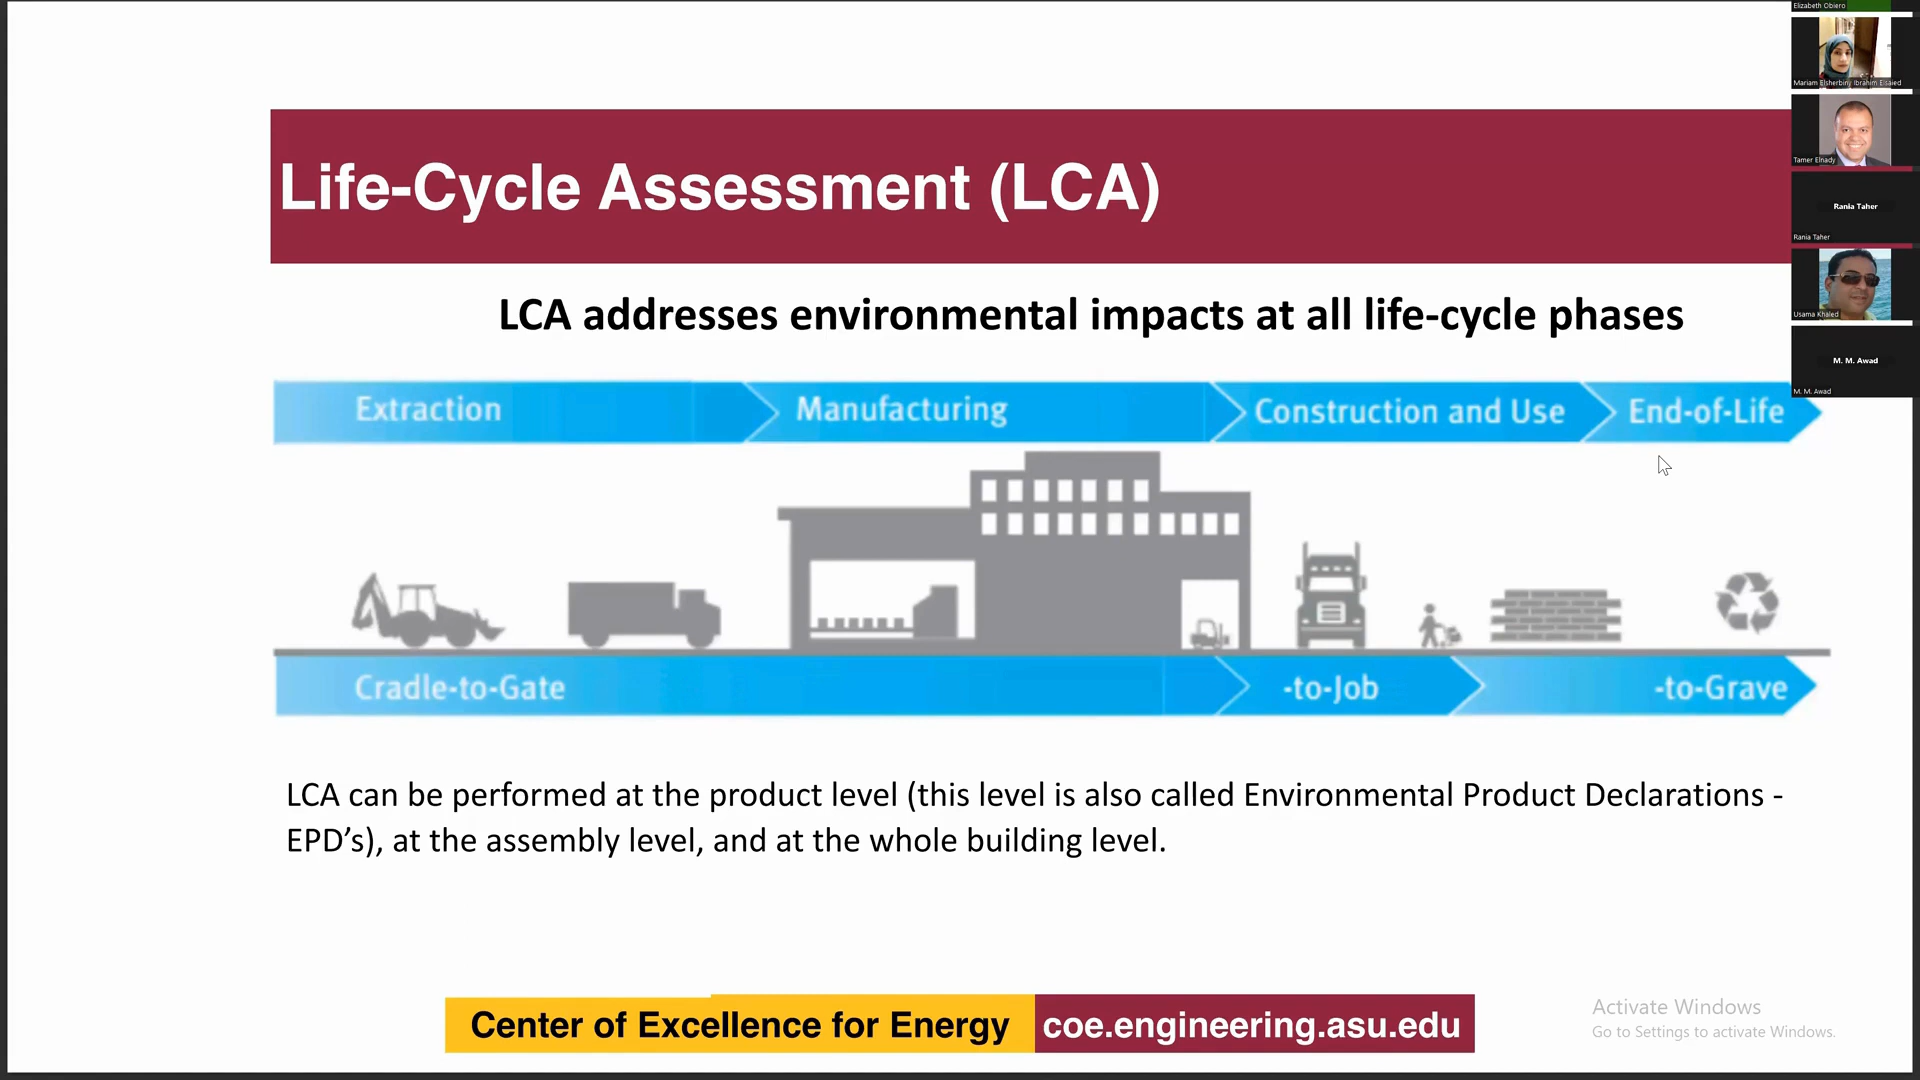 Elizabeth Obiero
Mariam Elsherbiny Ibrahim Elsaied
Tamer Elnady
Rania Taher
Rania Taher
Usama Khaled
M. M. Awad
M. M. Awad
Life-Cycle Assessment (LCA)
LCA addresses environmental impacts at all life-cycle phases
Extraction Manufacturing Construction and Use End-of-Life
Cradle-to-Gate -to-Job -to-Grave
LCA can be performed at the product level (this level is also called Environmental Product Declarations -
EPD’s), at the assembly level, and at the whole building level.
Center of Excellence for Energy coe.engineering.asu.edu
Activate Windows
Go to Settings to activate Windows.